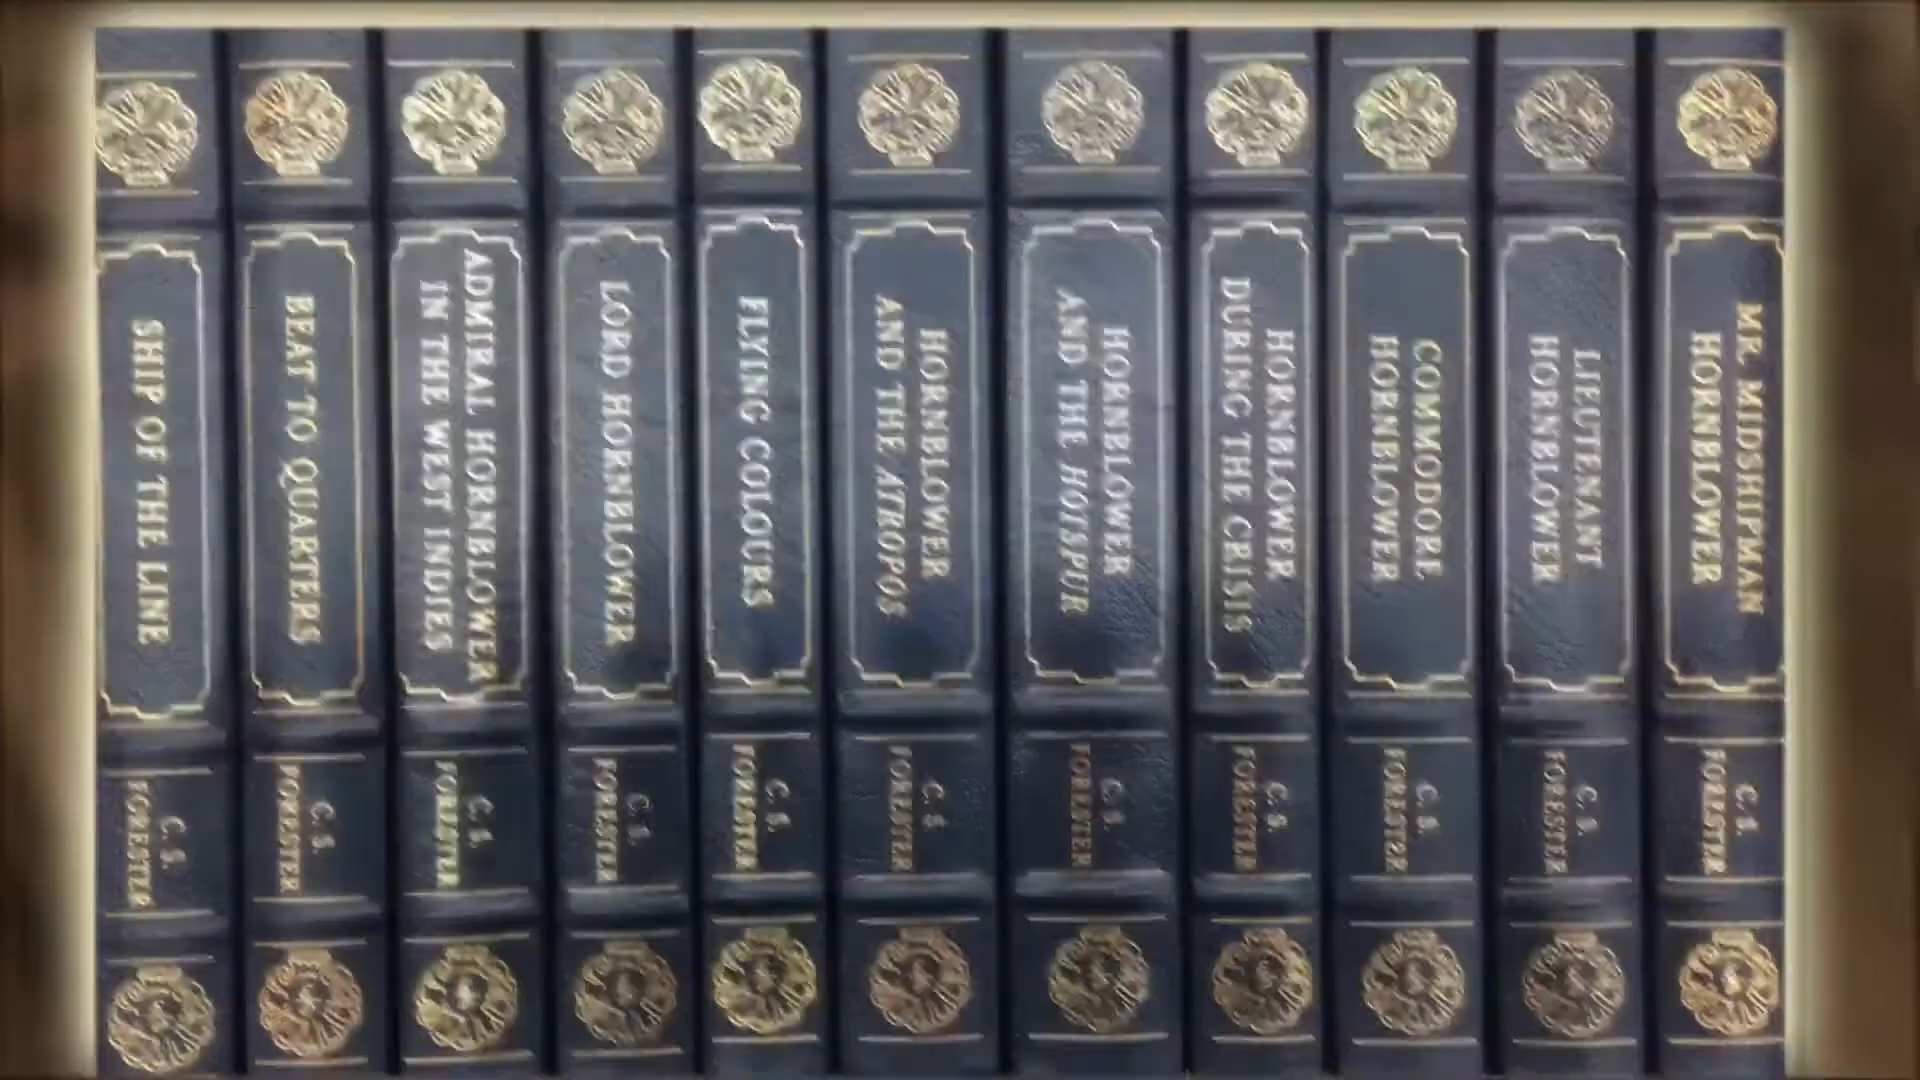 SHIP OF THE LINE
C. S.
FORESTER
BEAT TO QUARTERS
C. S.
FORESTER
ADMIRAL HORNBLOWER
IN THE WEST INDIES
C. S.
FORESTER
LORD HORNBLOWER
C. S.
FORESTER
FLYING COLOURS
C. S.
FORESTER
HORNBLOWER
AND THE ATROPOS
C. S.
FORESTER
HORNBLOWER
AND THE HOTSPUR
C. S.
FORESTER
HORNBLOWER
DURING THE CRISIS
C. S.
FORESTER
COMMODORE
HORNBLOWER
C. S.
FORESTER
LIEUTENANT
HORNBLOWER
C. S.
FORESTER
MR. MIDSHIPMAN
HORNBLOWER
C. S.
FORESTER